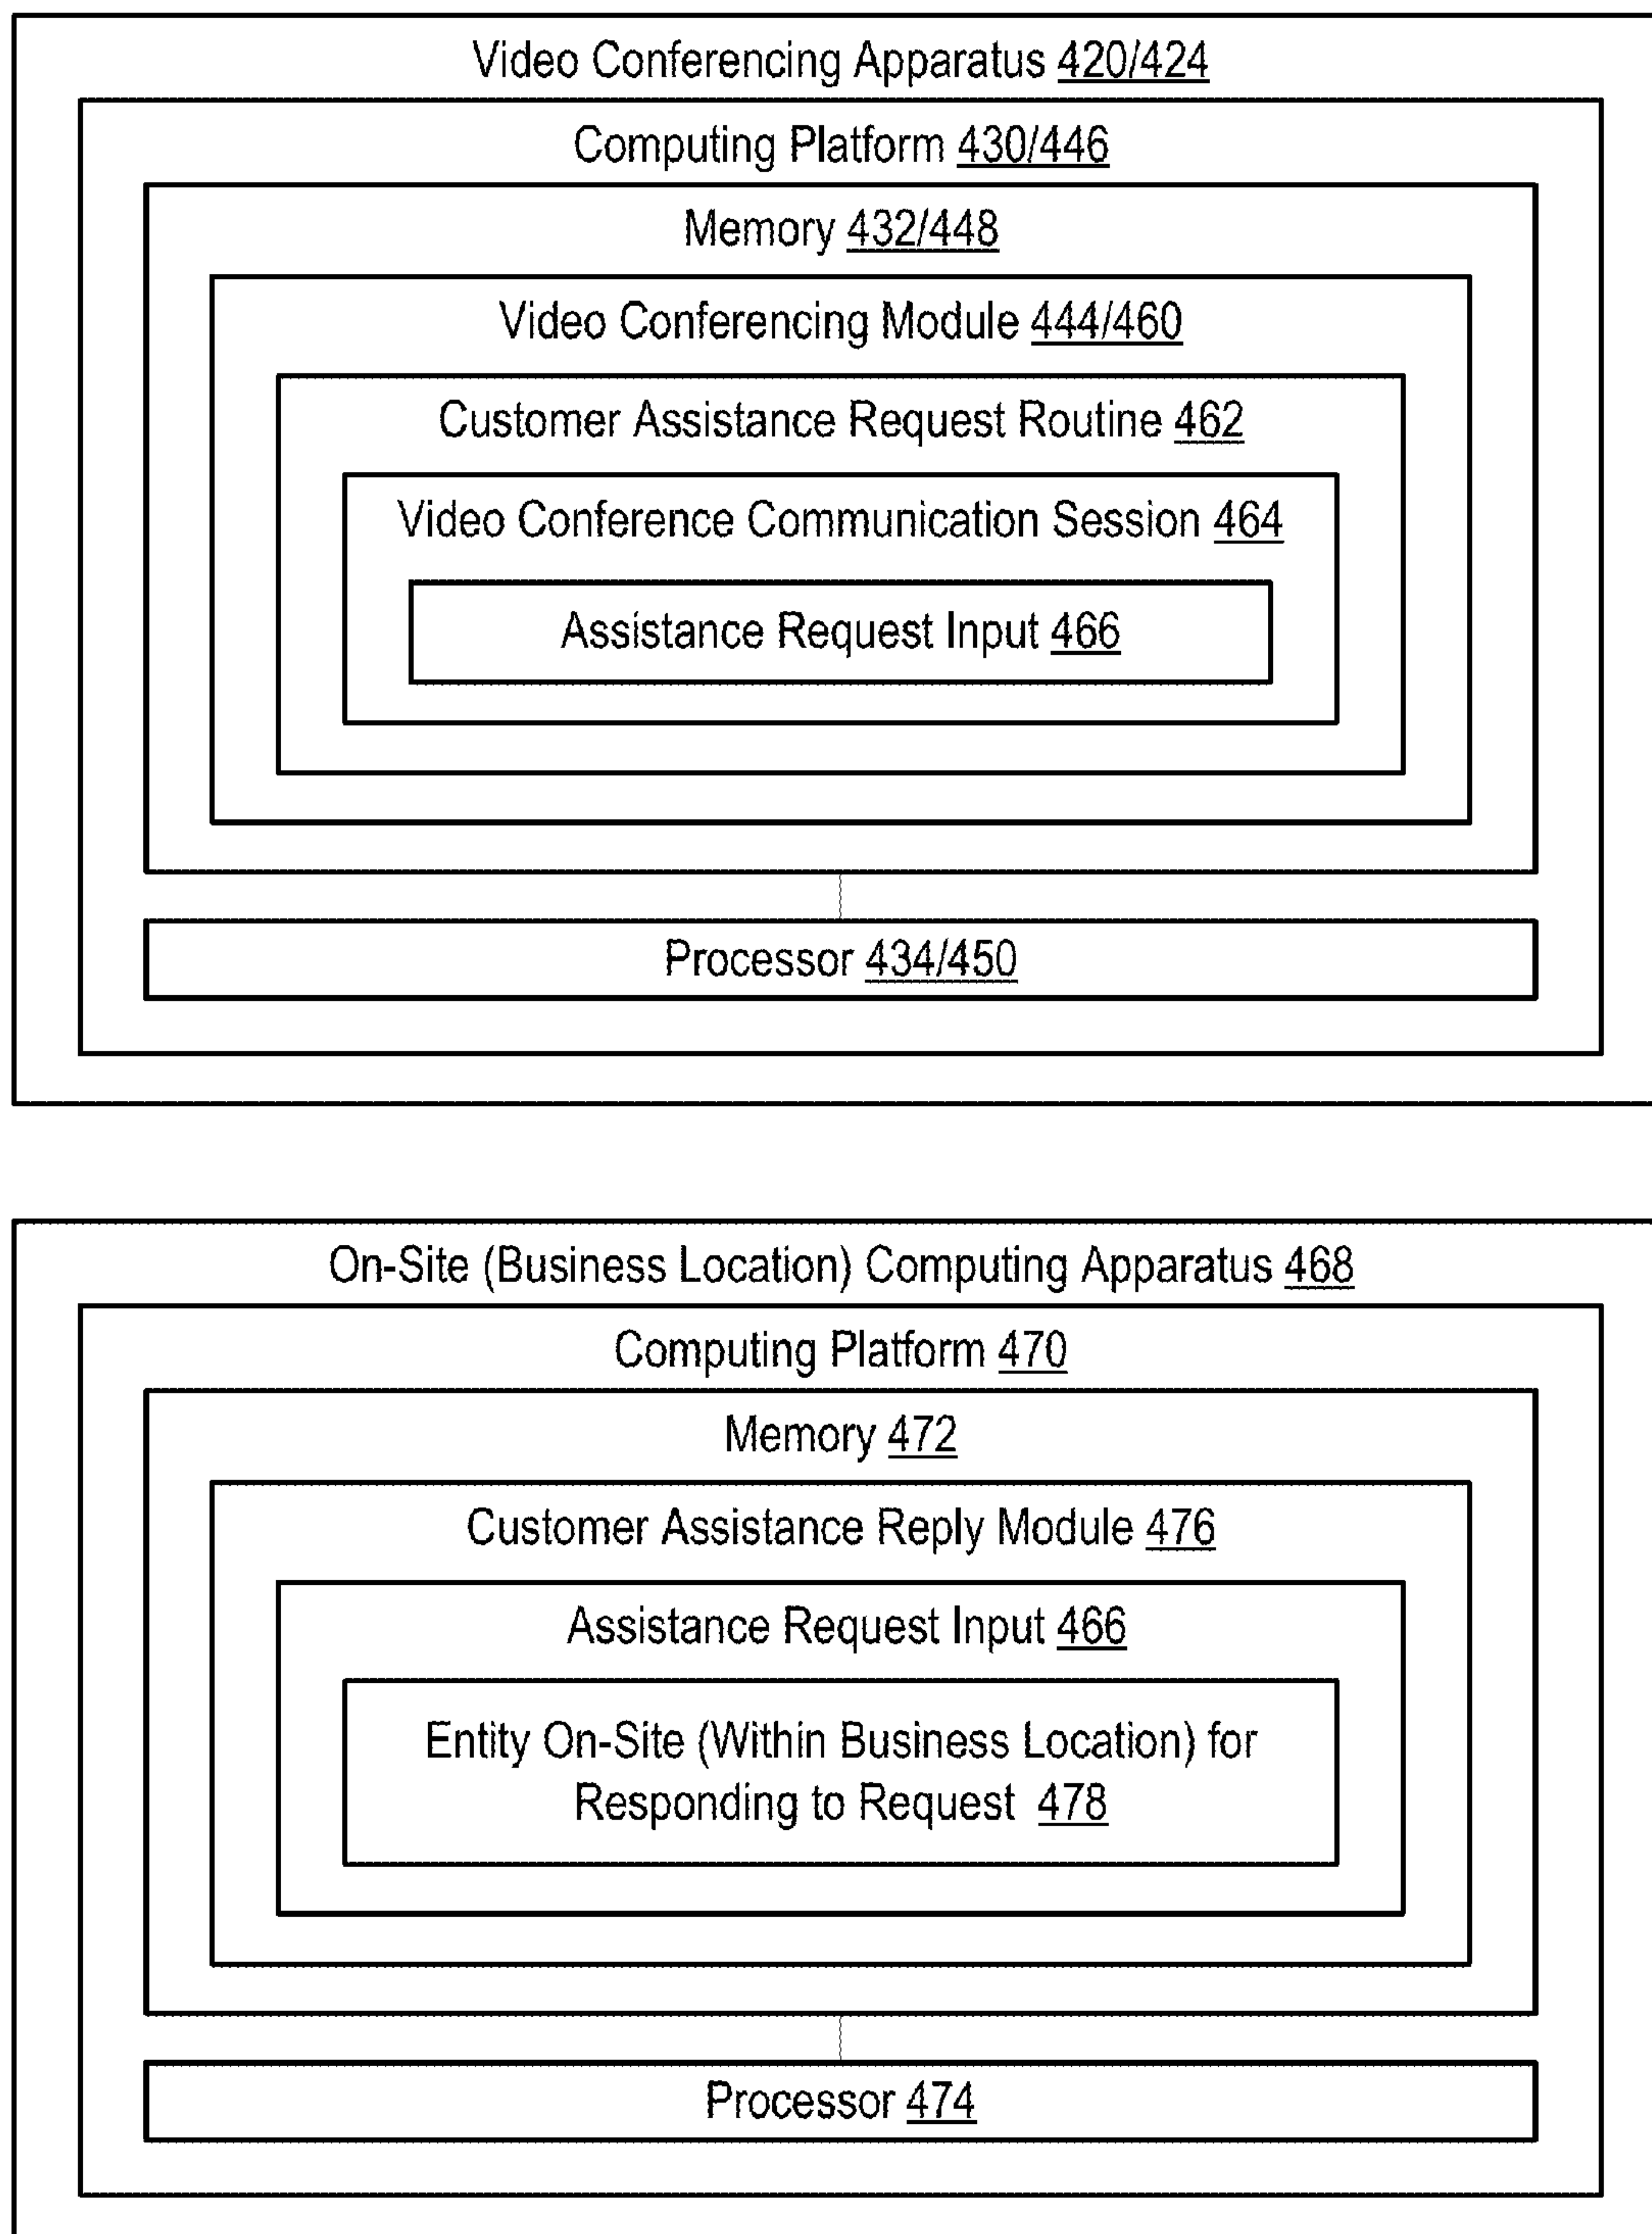 Video Conferencing Apparatus 420/424
Computing Platform 430/446
Memory 432/448
Video Conferencing Module 444/460
Customer Assistance Request Routine 462
Video Conference Communication Session 464
Assistance Request Input 466
Processor 434/450
On-Site (Business Location) Computing Apparatus 468
Computing Platform 470
Memory 472
Customer Assistance Reply Module 476
Assistance Request Input 466
Entity On-Site (Within Business Location) for
Responding to Request 478
Processor 474